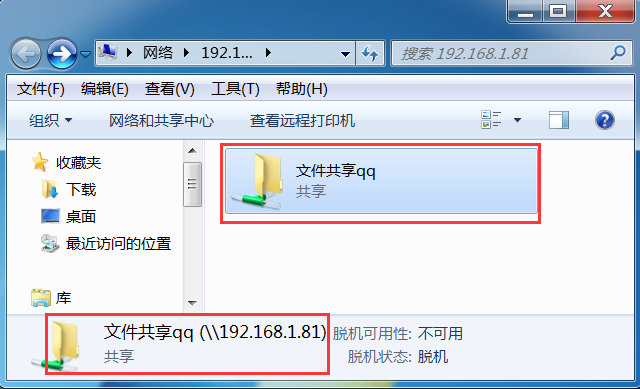 网络 192.1... 搜索 192.168.1.81
文件(F) 编辑(E) 查看(V) 工具(T) 帮助(H)
组织 网络和共享中心 查看远程打印机
收藏夹
下载
桌面
最近访问的位置
库
文件共享qq
共享
文件共享qq (\\192.168.1.81) 脱机可用性: 不可用
共享 脱机状态: 脱机